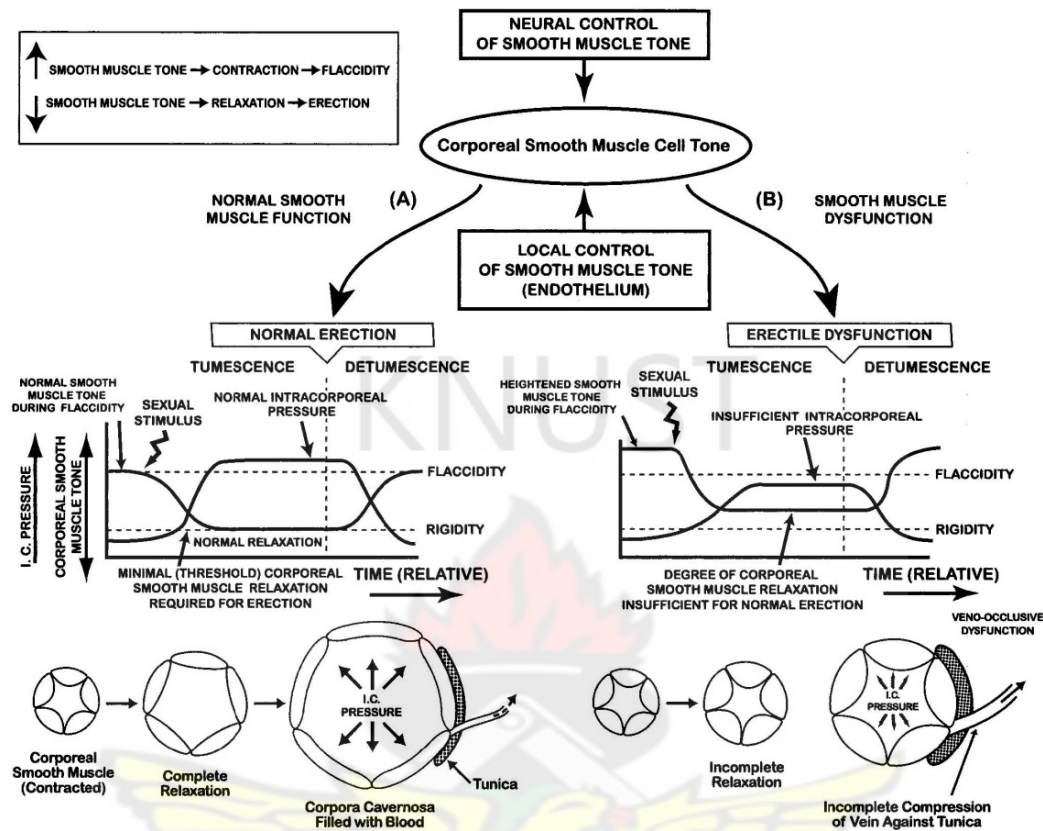 NEURAL CONTROL
OF SMOOTH MUSCLE TONE
SMOOTH MUSCLE TONE → CONTRACTION → FLACCIDITY
SMOOTH MUSCLE TONE → RELAXATION → ERECTION
Corporeal Smooth Muscle Cell Tone
NORMAL SMOOTH
MUSCLE FUNCTION
(A)
(B)
SMOOTH MUSCLE
DYSFUNCTION
LOCAL CONTROL
OF SMOOTH MUSCLE TONE
(ENDOTHELIUM)
NORMAL ERECTION
TUMESCENCE
DETUMESCENCE
NORMAL SMOOTH
MUSCLE TONE
DURING FLACCIDITY
SEXUAL
STIMULUS
NORMAL INTRACORPOREAL
PRESSURE
I.C. PRESSURE
CORPOREAL SMOOTH
MUSCLE TONE
FLACCIDITY
RIGIDITY
NORMAL RELAXATION
MINIMAL (THRESHOLD) CORPOREAL
SMOOTH MUSCLE RELAXATION
REQUIRED FOR ERECTION
TIME (RELATIVE)
ERECTILE DYSFUNCTION
TUMESCENCE
DETUMESCENCE
HEIGHTENED SMOOTH
MUSCLE TONE
DURING FLACCIDITY
SEXUAL
STIMULUS
INSUFFICIENT INTRACORPOREAL
PRESSURE
FLACCIDITY
RIGIDITY
DEGREE OF CORPOREAL
SMOOTH MUSCLE RELAXATION
INSUFFICIENT FOR NORMAL ERECTION
TIME (RELATIVE)
KNUST
Corporeal
Smooth Muscle
(Contracted)
Complete
Relaxation
I.C.
PRESSURE
Tunica
Corpora Cavernosa
Filled with Blood
VENO-OCCLUSIVE
DYSFUNCTION
Incomplete
Relaxation
I.C.
PRESSURE
Incomplete Compression
of Vein Against Tunica